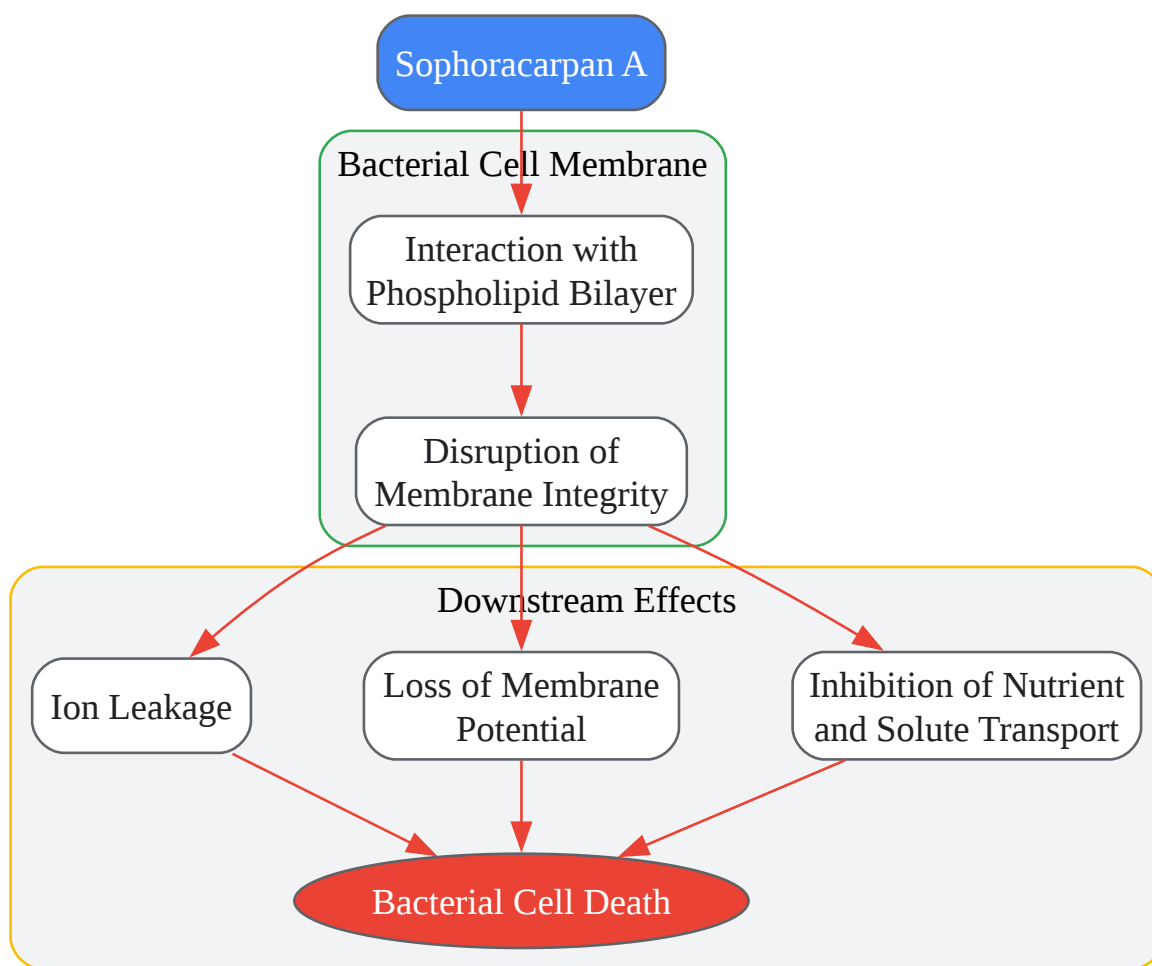 Sophoracarpan A
Bacterial Cell Membrane
Interaction with
Phospholipid Bilayer
Disruption of
Membrane Integrity
Downstream Effects
Ion Leakage
Loss of Membrane
Potential
Inhibition of Nutrient
and Solute Transport
Bacterial Cell Death